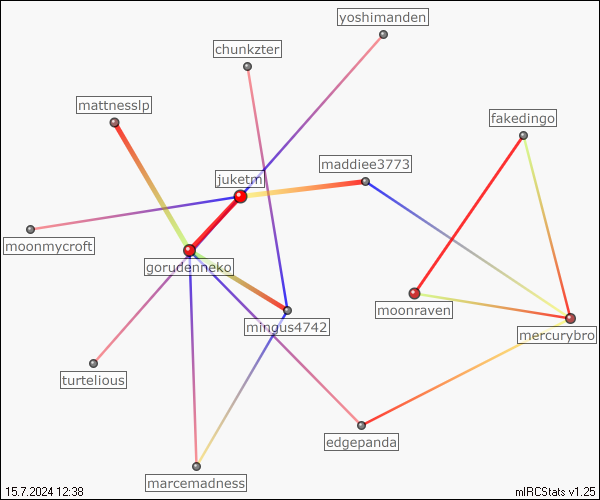 yoshimanden
chunkzter
mattnesslp
fakedingo
maddiee3773
juketm
moonmycroft
gorudenneko
moonraven
mingus4742
mercurybro
turtelious
edgepanda
marcemadness
15.7.2024 12:38
mIRCStats v1.25